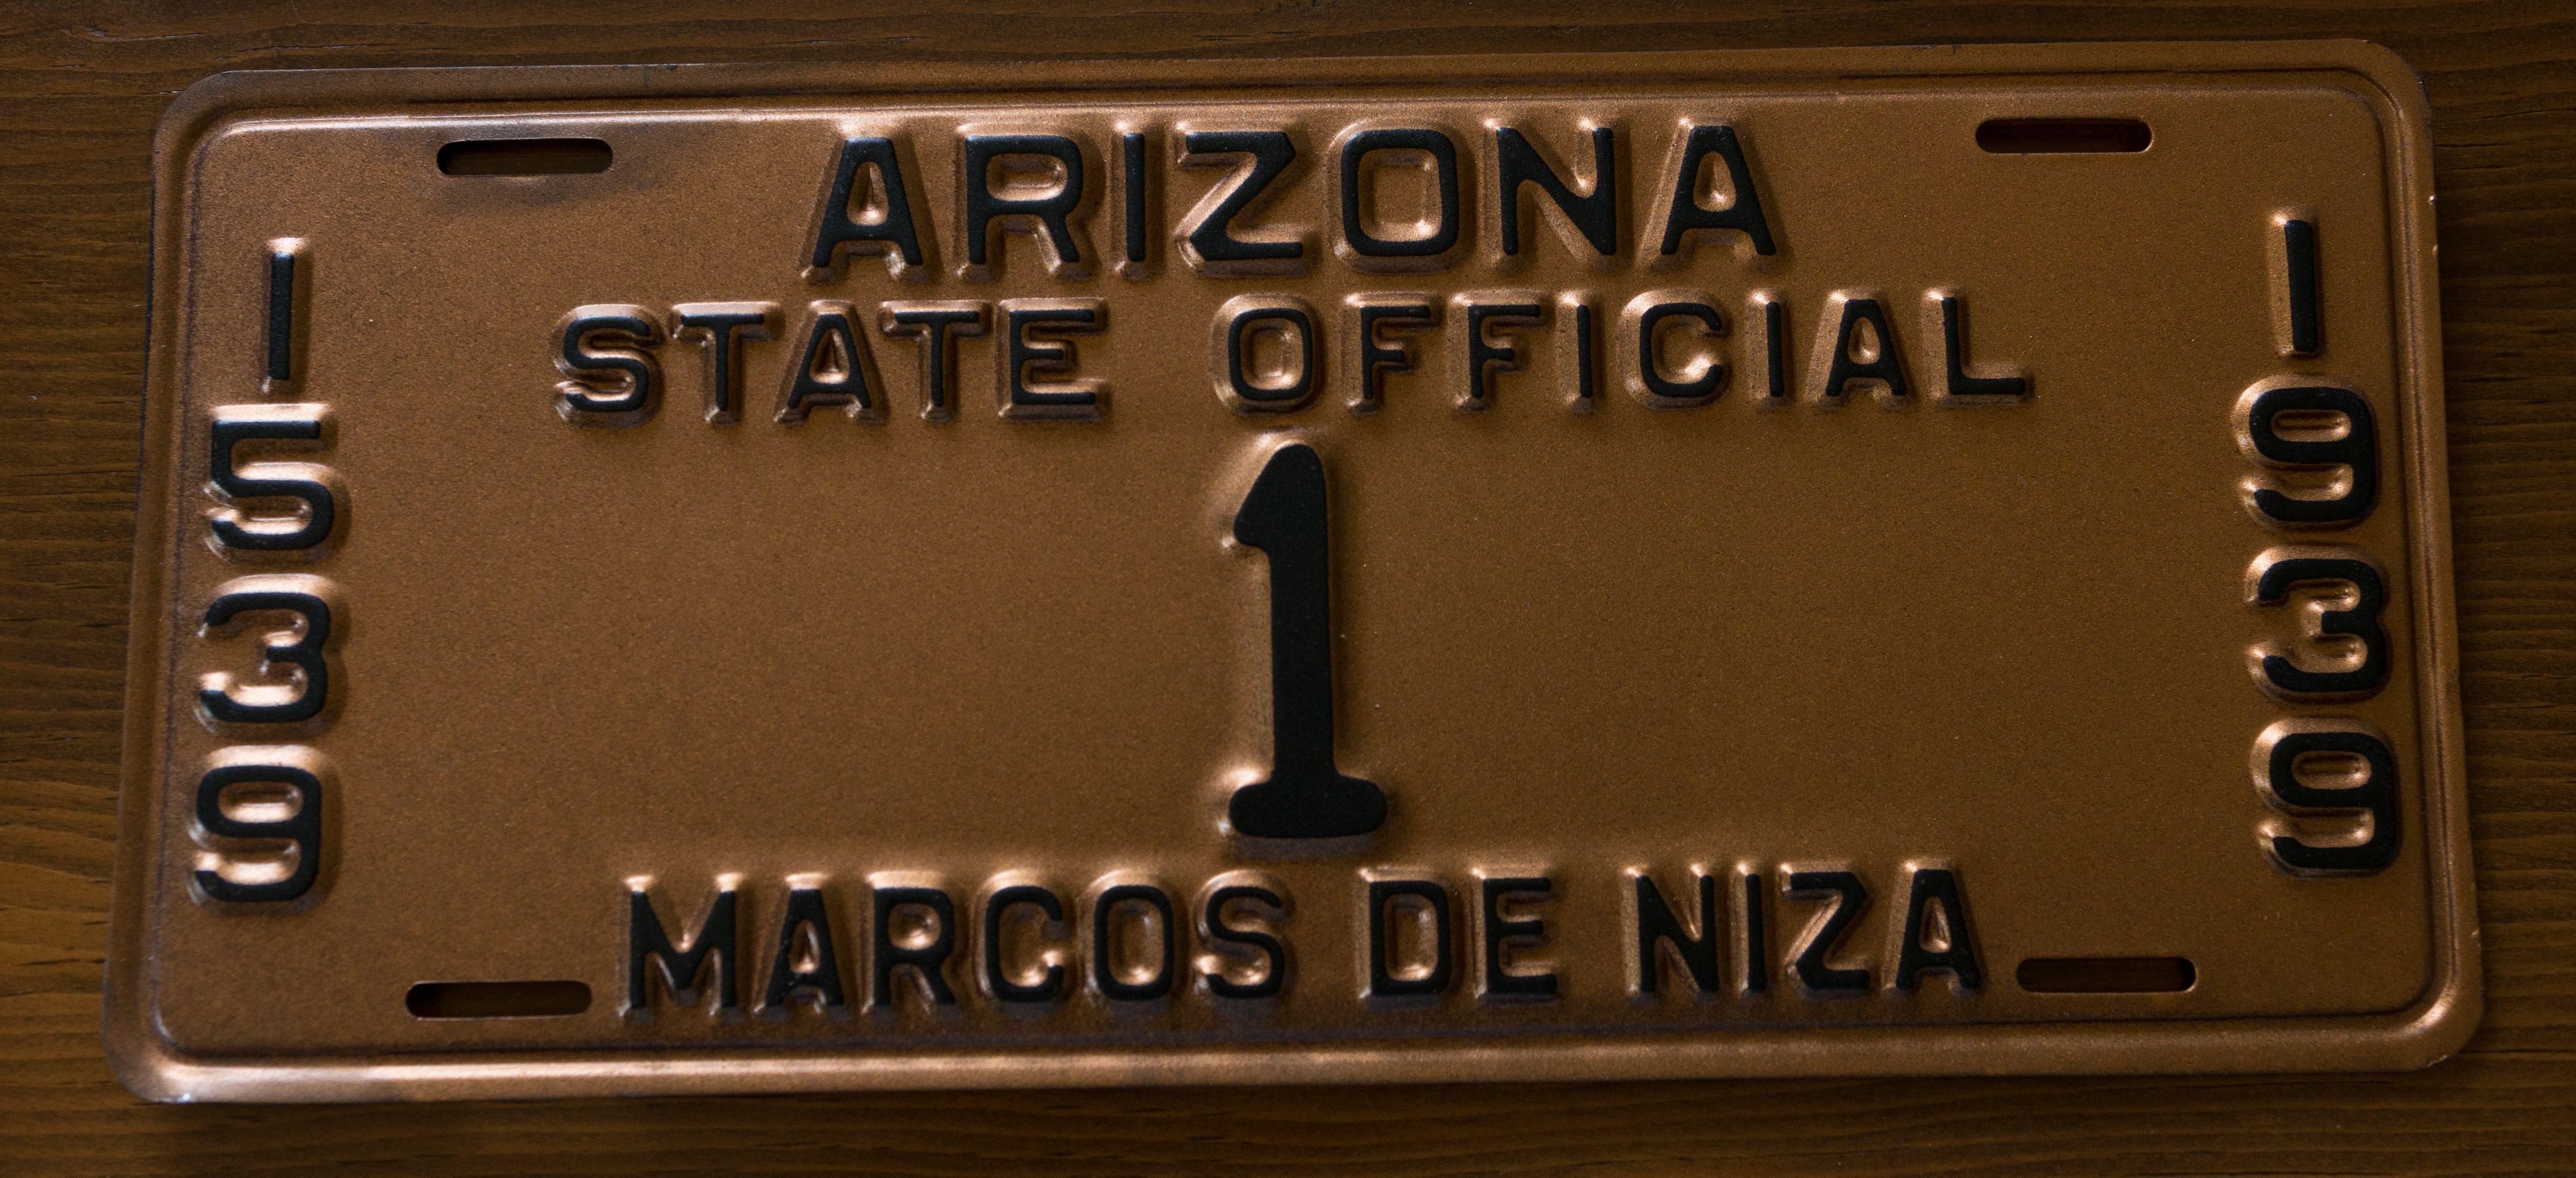 ARIZONA
STATE OFFICIAL
1539
1
1939
MARCOS DE NIZA